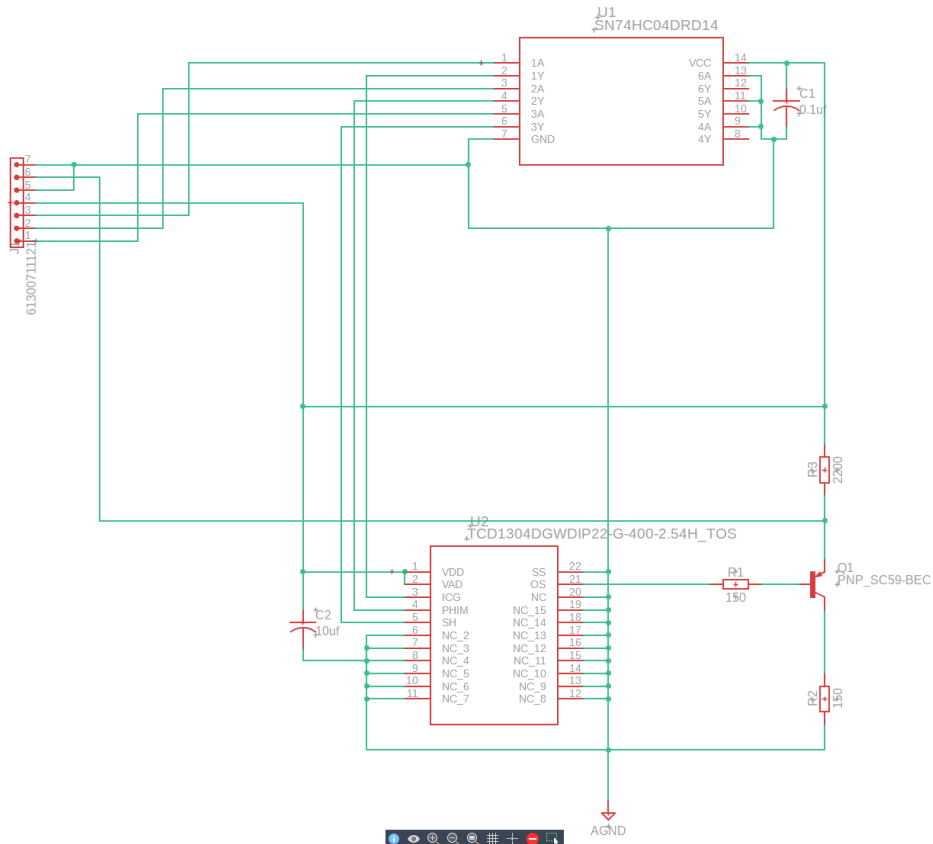 U1
SN74HC04DRD14
1 1A VCC 14
2 1Y 6A 13
3 2A 6Y 12
4 2Y 5A 11
5 3A 5Y 10
6 3Y 4A 9
7 GND 4Y 8
C1
0.1uf
7
6
5
4
3
2
1
61300711121
R3
2200
U2
TCD1304DGWDIP22-G-400-2.54H_TOS
1 VDD SS 22
2 VAD OS 21
3 ICG NC 20
4 PHIM NC_15 19
5 SH NC_14 18
6 NC_2 NC_13 17
7 NC_3 NC_12 16
8 NC_4 NC_11 15
9 NC_5 NC_10 14
10 NC_6 NC_9 13
11 NC_7 NC_8 12
R1
150
Q1
PNP_SC59-BEC
C2
10uf
R2
150
AGND